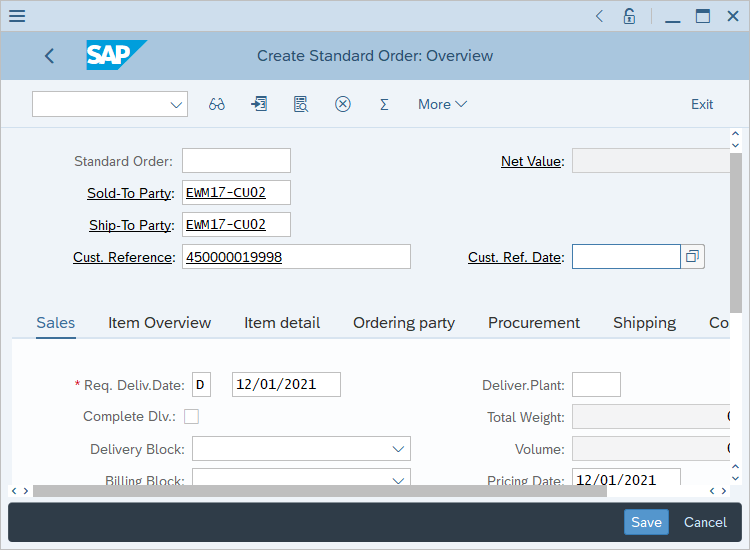 SAP
Create Standard Order: Overview
More
Exit
Standard Order:
Net Value:
Sold-To Party: EWM17-CU02
Ship-To Party: EWM17-CU02
Cust. Reference: 450000019998
Cust. Ref. Date:
Sales Item Overview Item detail Ordering party Procurement Shipping Co
* Req. Deliv.Date: D 12/01/2021
Deliver.Plant:
Complete Dlv.:
Total Weight:
Delivery Block:
Volume:
Billing Block:
Pricing Date: 12/01/2021
Save Cancel